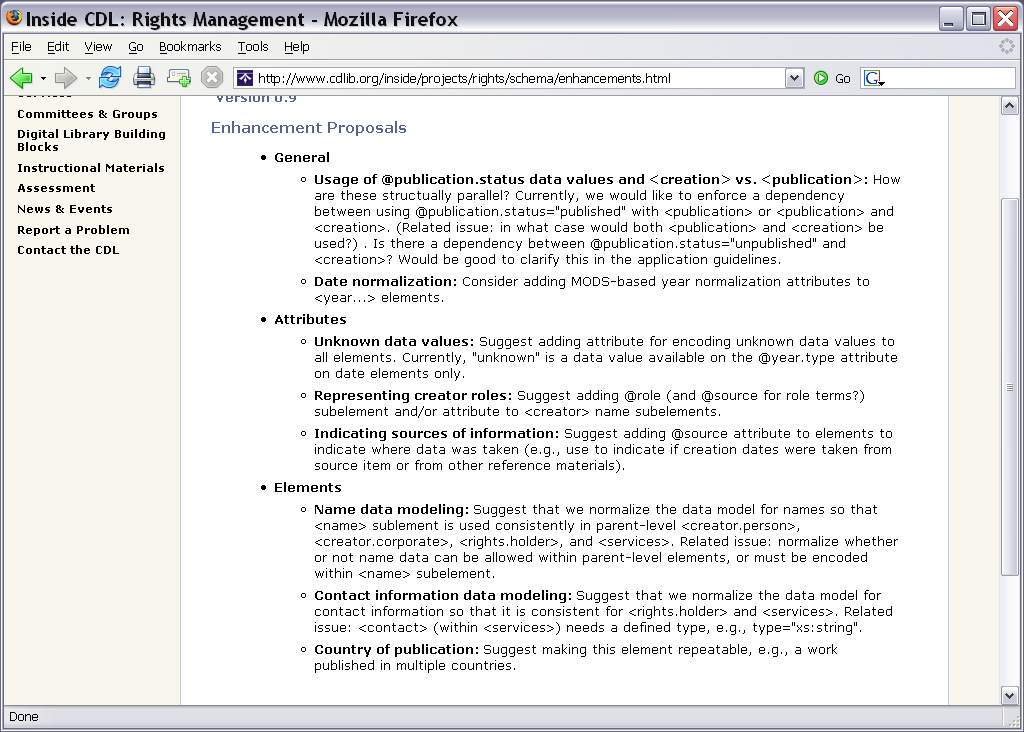 Inside CDL: Rights Management - Mozilla Firefox
File Edit View Go Bookmarks Tools Help
http://www.cdlib.org/inside/projects/rights/schema/enhancements.html Go G
Services
Committees & Groups
Digital Library Building
Blocks
Instructional Materials
Assessment
News & Events
Report a Problem
Contact the CDL
Version 0.9
Enhancement Proposals
• General
Usage of @publication.status data values and <creation> vs. <publication>: How
are these structually parallel? Currently, we would like to enforce a dependency
between using @publication.status="published" with <publication> or <publication> and
<creation>. (Related issue: in what case would both <publication> and <creation> be
used?) . Is there a dependency between @publication.status="unpublished" and
<creation>? Would be good to clarify this in the application guidelines.
Date normalization: Consider adding MODS-based year normalization attributes to
<year...> elements.
• Attributes
Unknown data values: Suggest adding attribute for encoding unknown data values to
all elements. Currently, "unknown" is a data value available on the @year.type attribute
on date elements only.
Representing creator roles: Suggest adding @role (and @source for role terms?)
subelement and/or attribute to <creator> name subelements.
Indicating sources of information: Suggest adding @source attribute to elements to
indicate where data was taken (e.g., use to indicate if creation dates were taken from
source item or from other reference materials).
• Elements
Name data modeling: Suggest that we normalize the data model for names so that
<name> sublement is used consistently in parent-level <creator.person>,
<creator.corporate>, <rights.holder>, and <services>. Related issue: normalize whether
or not name data can be allowed within parent-level elements, or must be encoded
within <name> subelement.
Contact information data modeling: Suggest that we normalize the data model for
contact information so that it is consistent for <rights.holder> and <services>. Related
issue: <contact> (within <services>) needs a defined type, e.g., type="xs:string".
Country of publication: Suggest making this element repeatable, e.g., a work
published in multiple countries.
Done